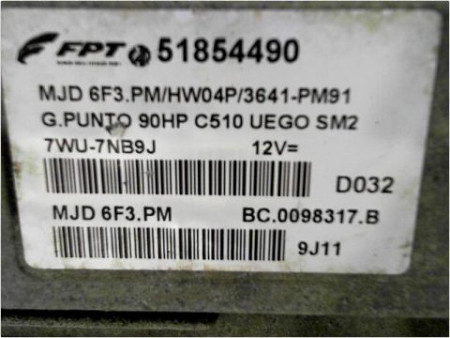 FPT 51854490
MJD 6F3.PM/HW04P/3641-PM91
G.PUNTO 90HP C510 UEGO SM2
7WU-7NB9J 12V=
D032
MJD 6F3.PM BC.0098317.B
9J11